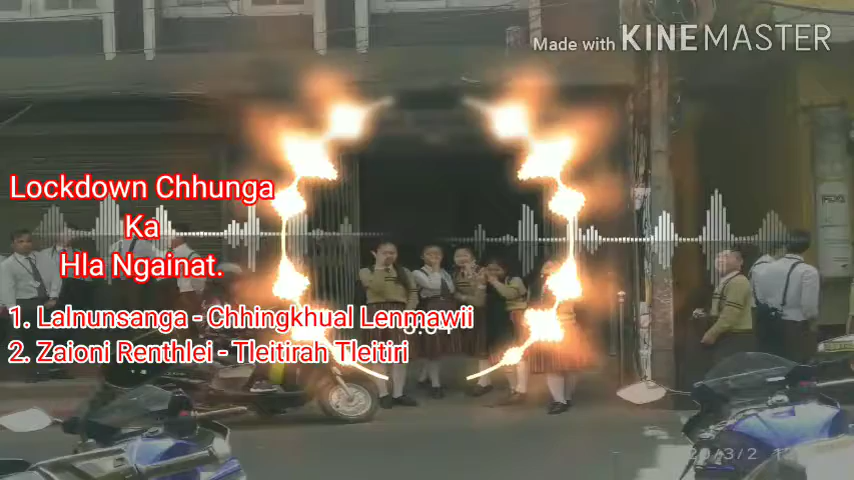 Made with KINEMASTER
Lockdown Chhunga
Ka
Hla Ngainat.
1. Lalnunsanga - Chhingkhual Lenmawii
2. Zaioni Renthlei - Tleitirah Tleitiri